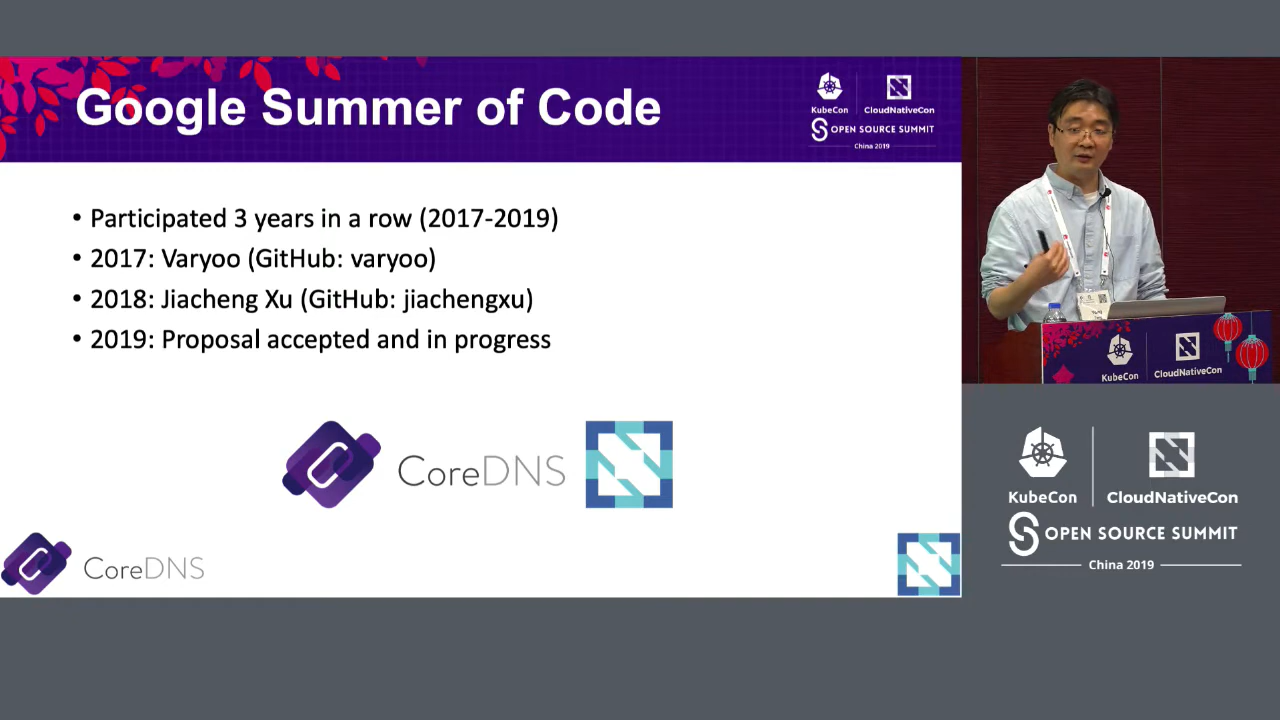 Google Summer of Code
KubeCon
CloudNativeCon
OPEN SOURCE SUMMIT
China 2019
• Participated 3 years in a row (2017-2019)
• 2017: Varyoo (GitHub: varyoo)
• 2018: Jiacheng Xu (GitHub: jiachengxu)
• 2019: Proposal accepted and in progress
CoreDNS
CoreDNS
KubeCon
CloudNativeCon
KubeCon
CloudNativeCon
OPEN SOURCE SUMMIT
China 2019